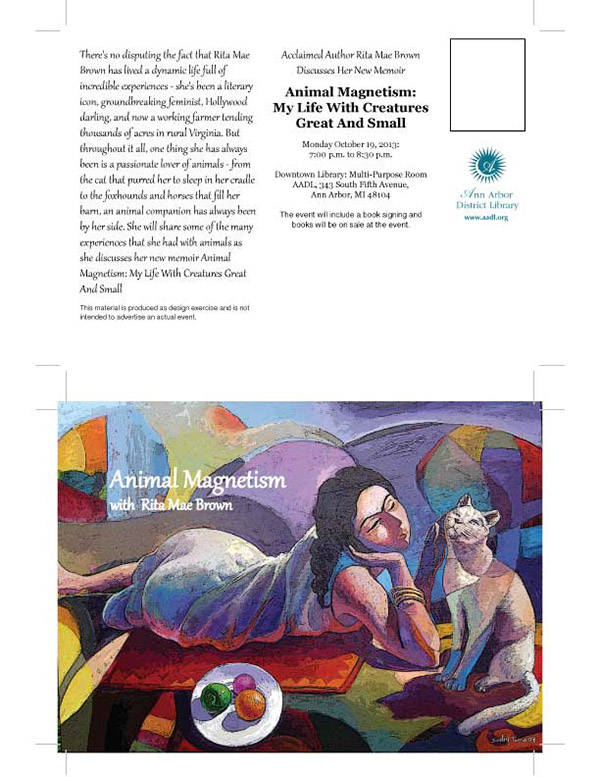 There's no disputing the fact that Rita Mae
Brown has lived a dynamic life full of
incredible experiences - she's been a literary
icon, groundbreaking feminist, Hollywood
darling, and now a working farmer tending
thousands of acres in rural Virginia. But
throughout it all, one thing she has always
been is a passionate lover of animals - from
the cat that purred her to sleep in her cradle
to the foxhounds and horses that fill her
barn, an animal companion has always been
by her side. She will share some of the many
experiences that she had with animals as
she discusses her new memoir Animal
Magnetism: My Life With Creatures Great
And Small
This material is produced as design exercise and is not
intended to advertise an actual event.
Acclaimed Author Rita Mae Brown
Discusses Her New Memoir
Animal Magnetism:
My Life With Creatures
Great And Small
Monday October 19, 2013:
7:00 p.m. to 8:30 p.m.
Downtown Library: Multi-Purpose Room
AADL, 343 South Fifth Avenue,
Ann Arbor, MI 48104
The event will include a book signing and
books will be on sale at the event.
A
Ann Arbor
District Library
www.aadl.org
Animal Magnetism
with Rita Mae Brown